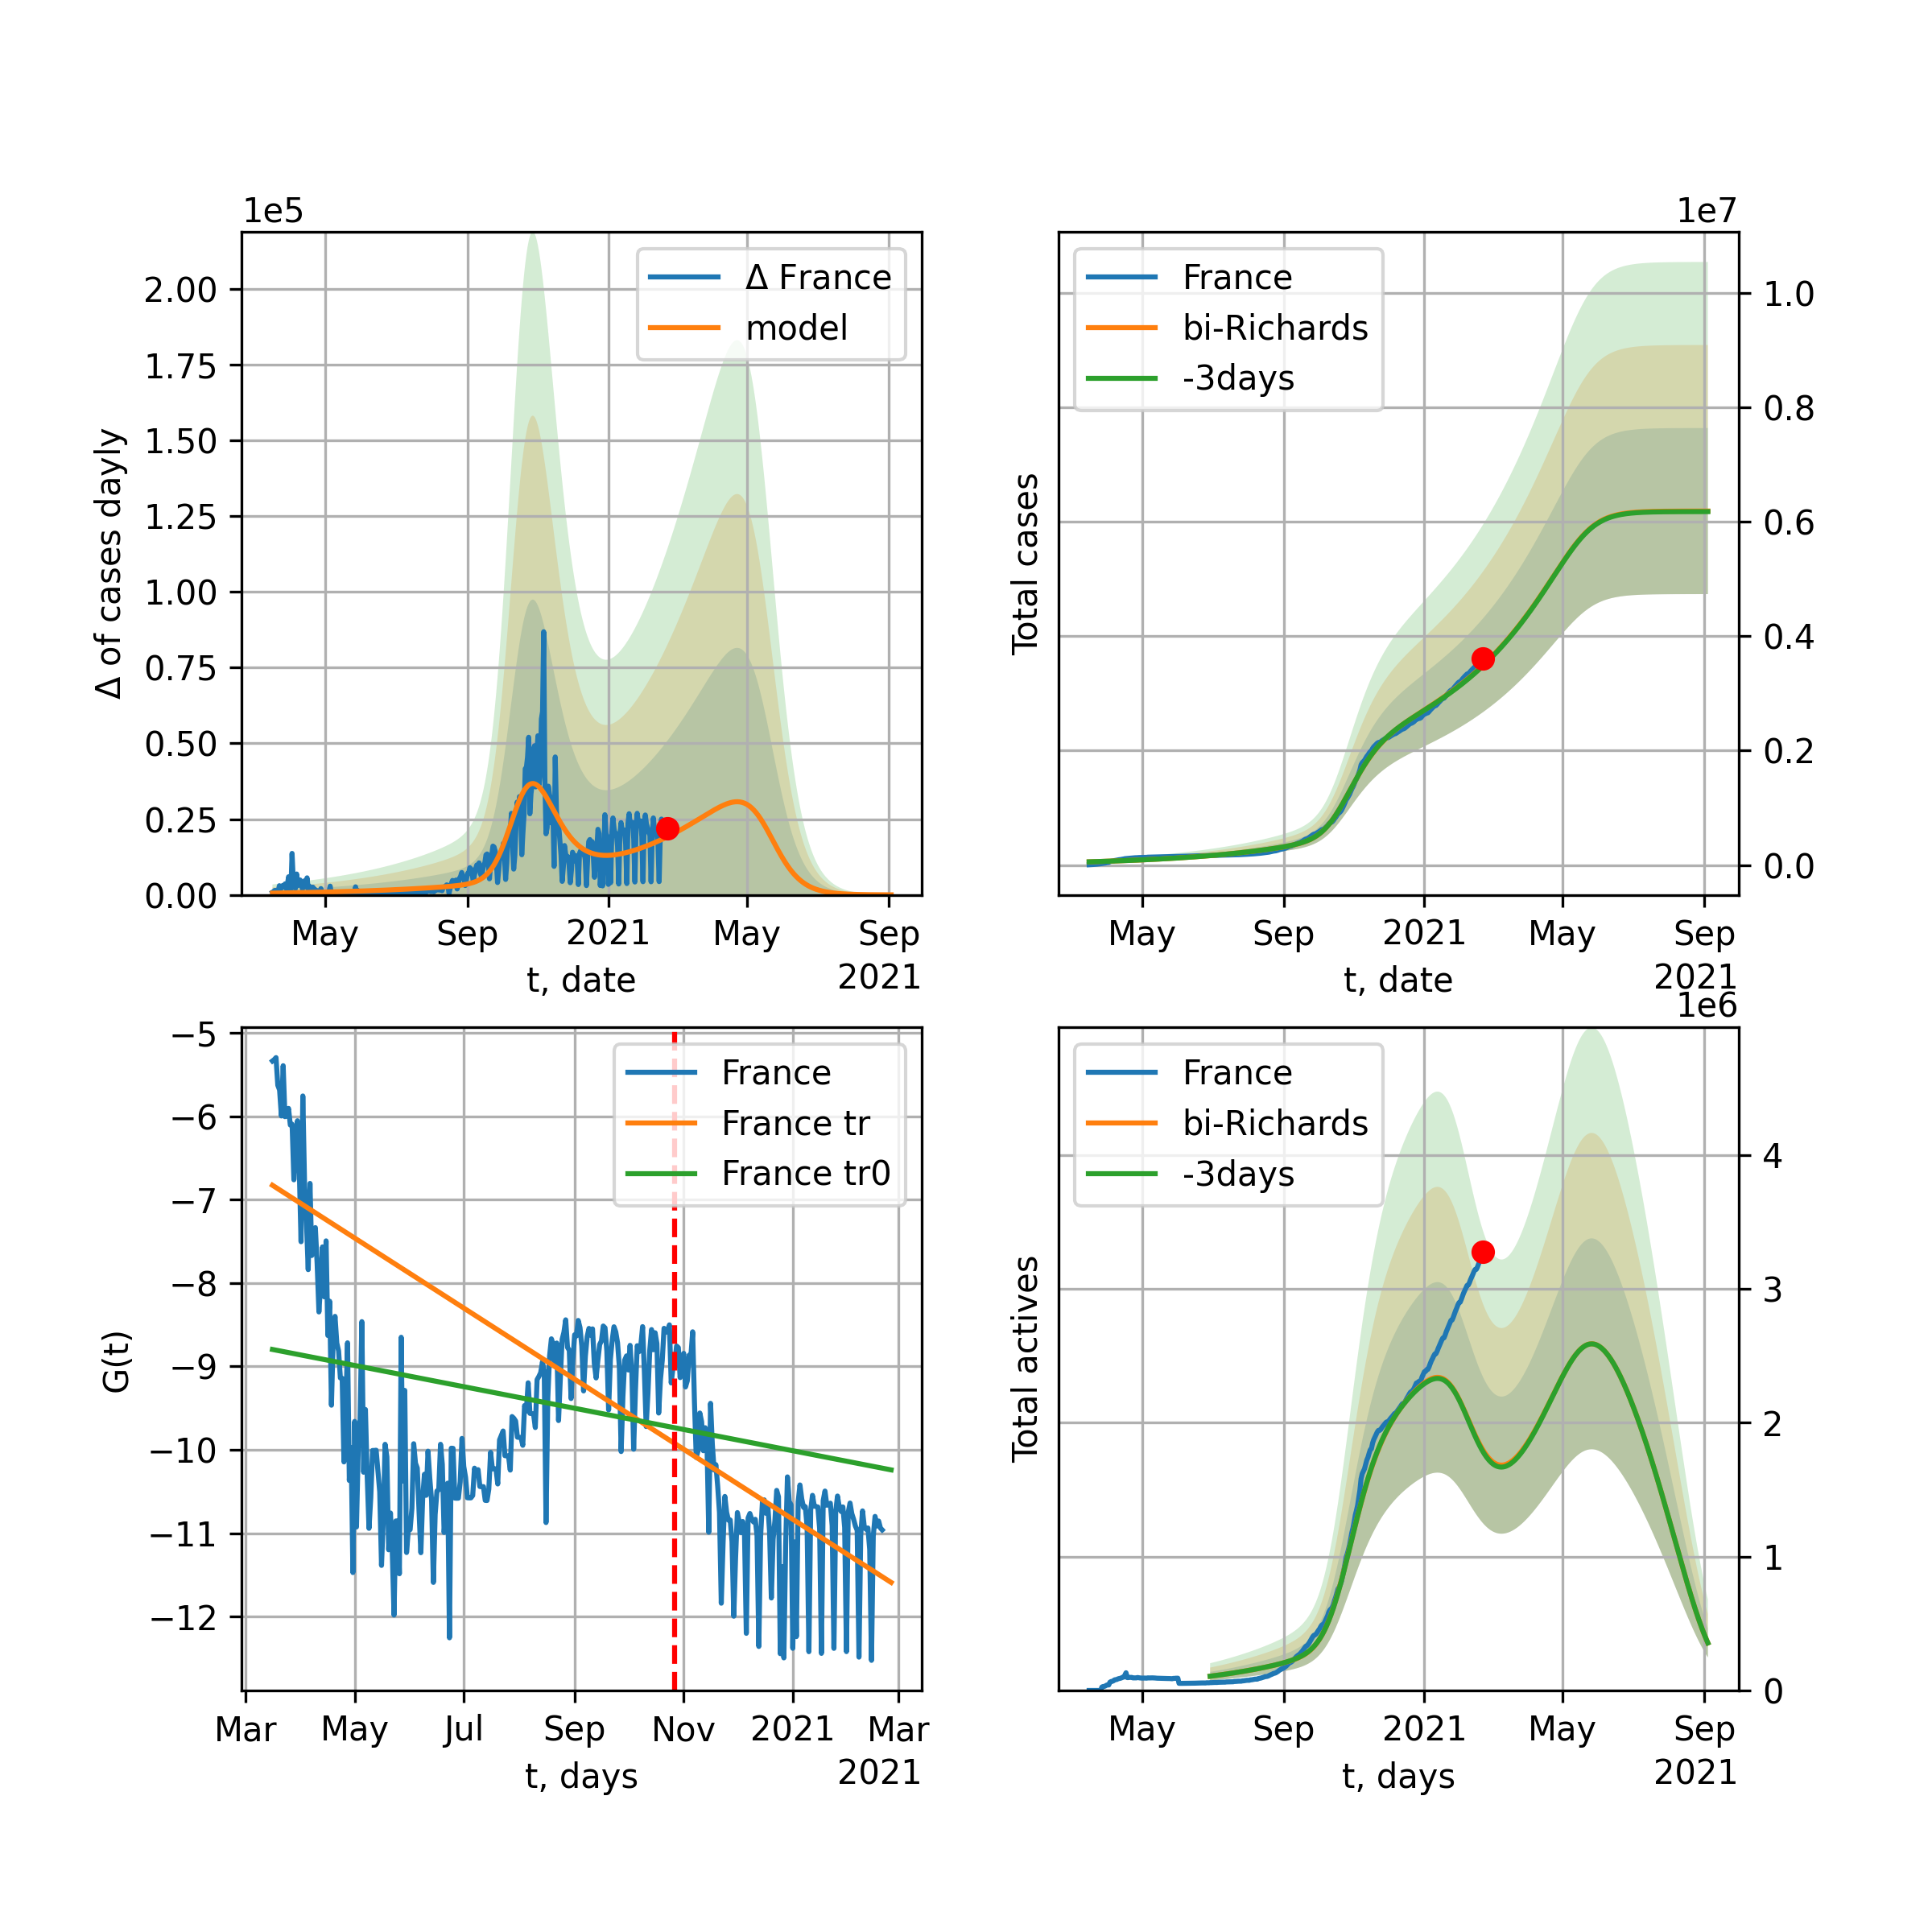 1e5
2.00
1.75
1.50
1.25
1.00
0.75
0.50
0.25
0.00
Δ of cases dayly
Δ France
model
May Sep 2021 May Sep
t, date 2021
1e7
1.0
0.8
0.6
0.4
0.2
0.0
Total cases
France
bi-Richards
-3days
May Sep 2021 May Sep
t, date 2021
−5
−6
−7
−8
−9
−10
−11
−12
G(t)
France
France tr
France tr0
Mar May Jul Sep Nov 2021 Mar
t, days 2021
1e6
4
3
2
1
0
Total actives
France
bi-Richards
-3days
May Sep 2021 May Sep
t, days 2021